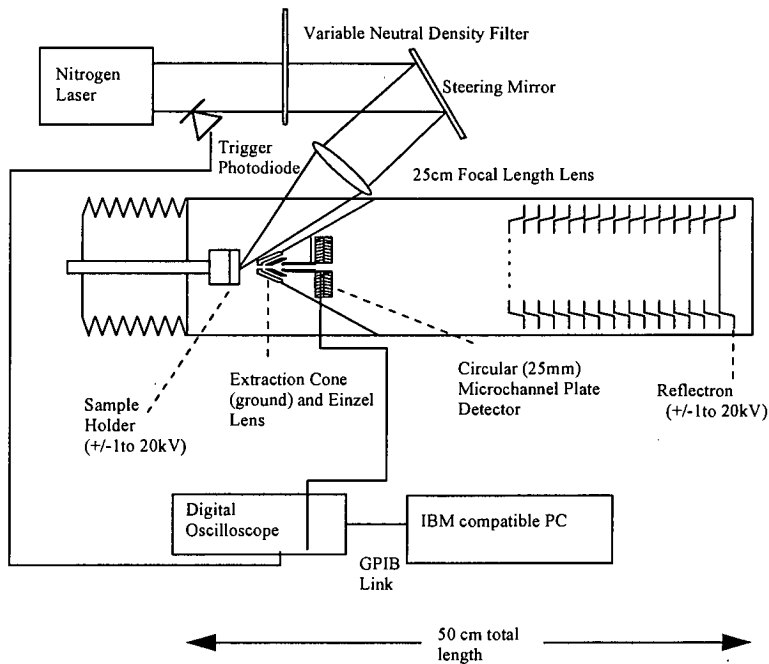 Variable Neutral Density Filter
Nitrogen
Laser
Steering Mirror
Trigger
Photodiode
25cm Focal Length Lens
Extraction Cone
(ground) and Einzel
Lens
Circular (25mm)
Microchannel Plate
Detector
Reflectron
(+/-1to 20kV)
Sample
Holder
(+/-1to 20kV)
Digital
Oscilloscope
IBM compatible PC
GPIB
Link
50 cm total
length